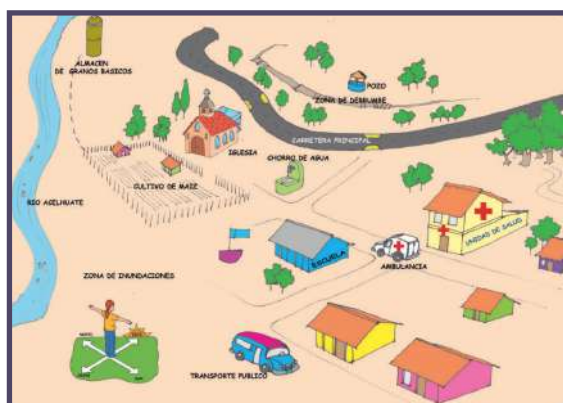 ALMACEN
DE GRANOS BASICOS
POZO
ZONA DE DERRUMBE
CARRETERA PRINCIPAL
IGLESIA
CHORRO DE AGUA
CULTIVO DE MAIZ
RIO ACELHUATE
UNIDAD DE SALUD
ESCUELA
AMBULANCIA
ZONA DE INUNDACIONES
TRANSPORTE PUBLICO